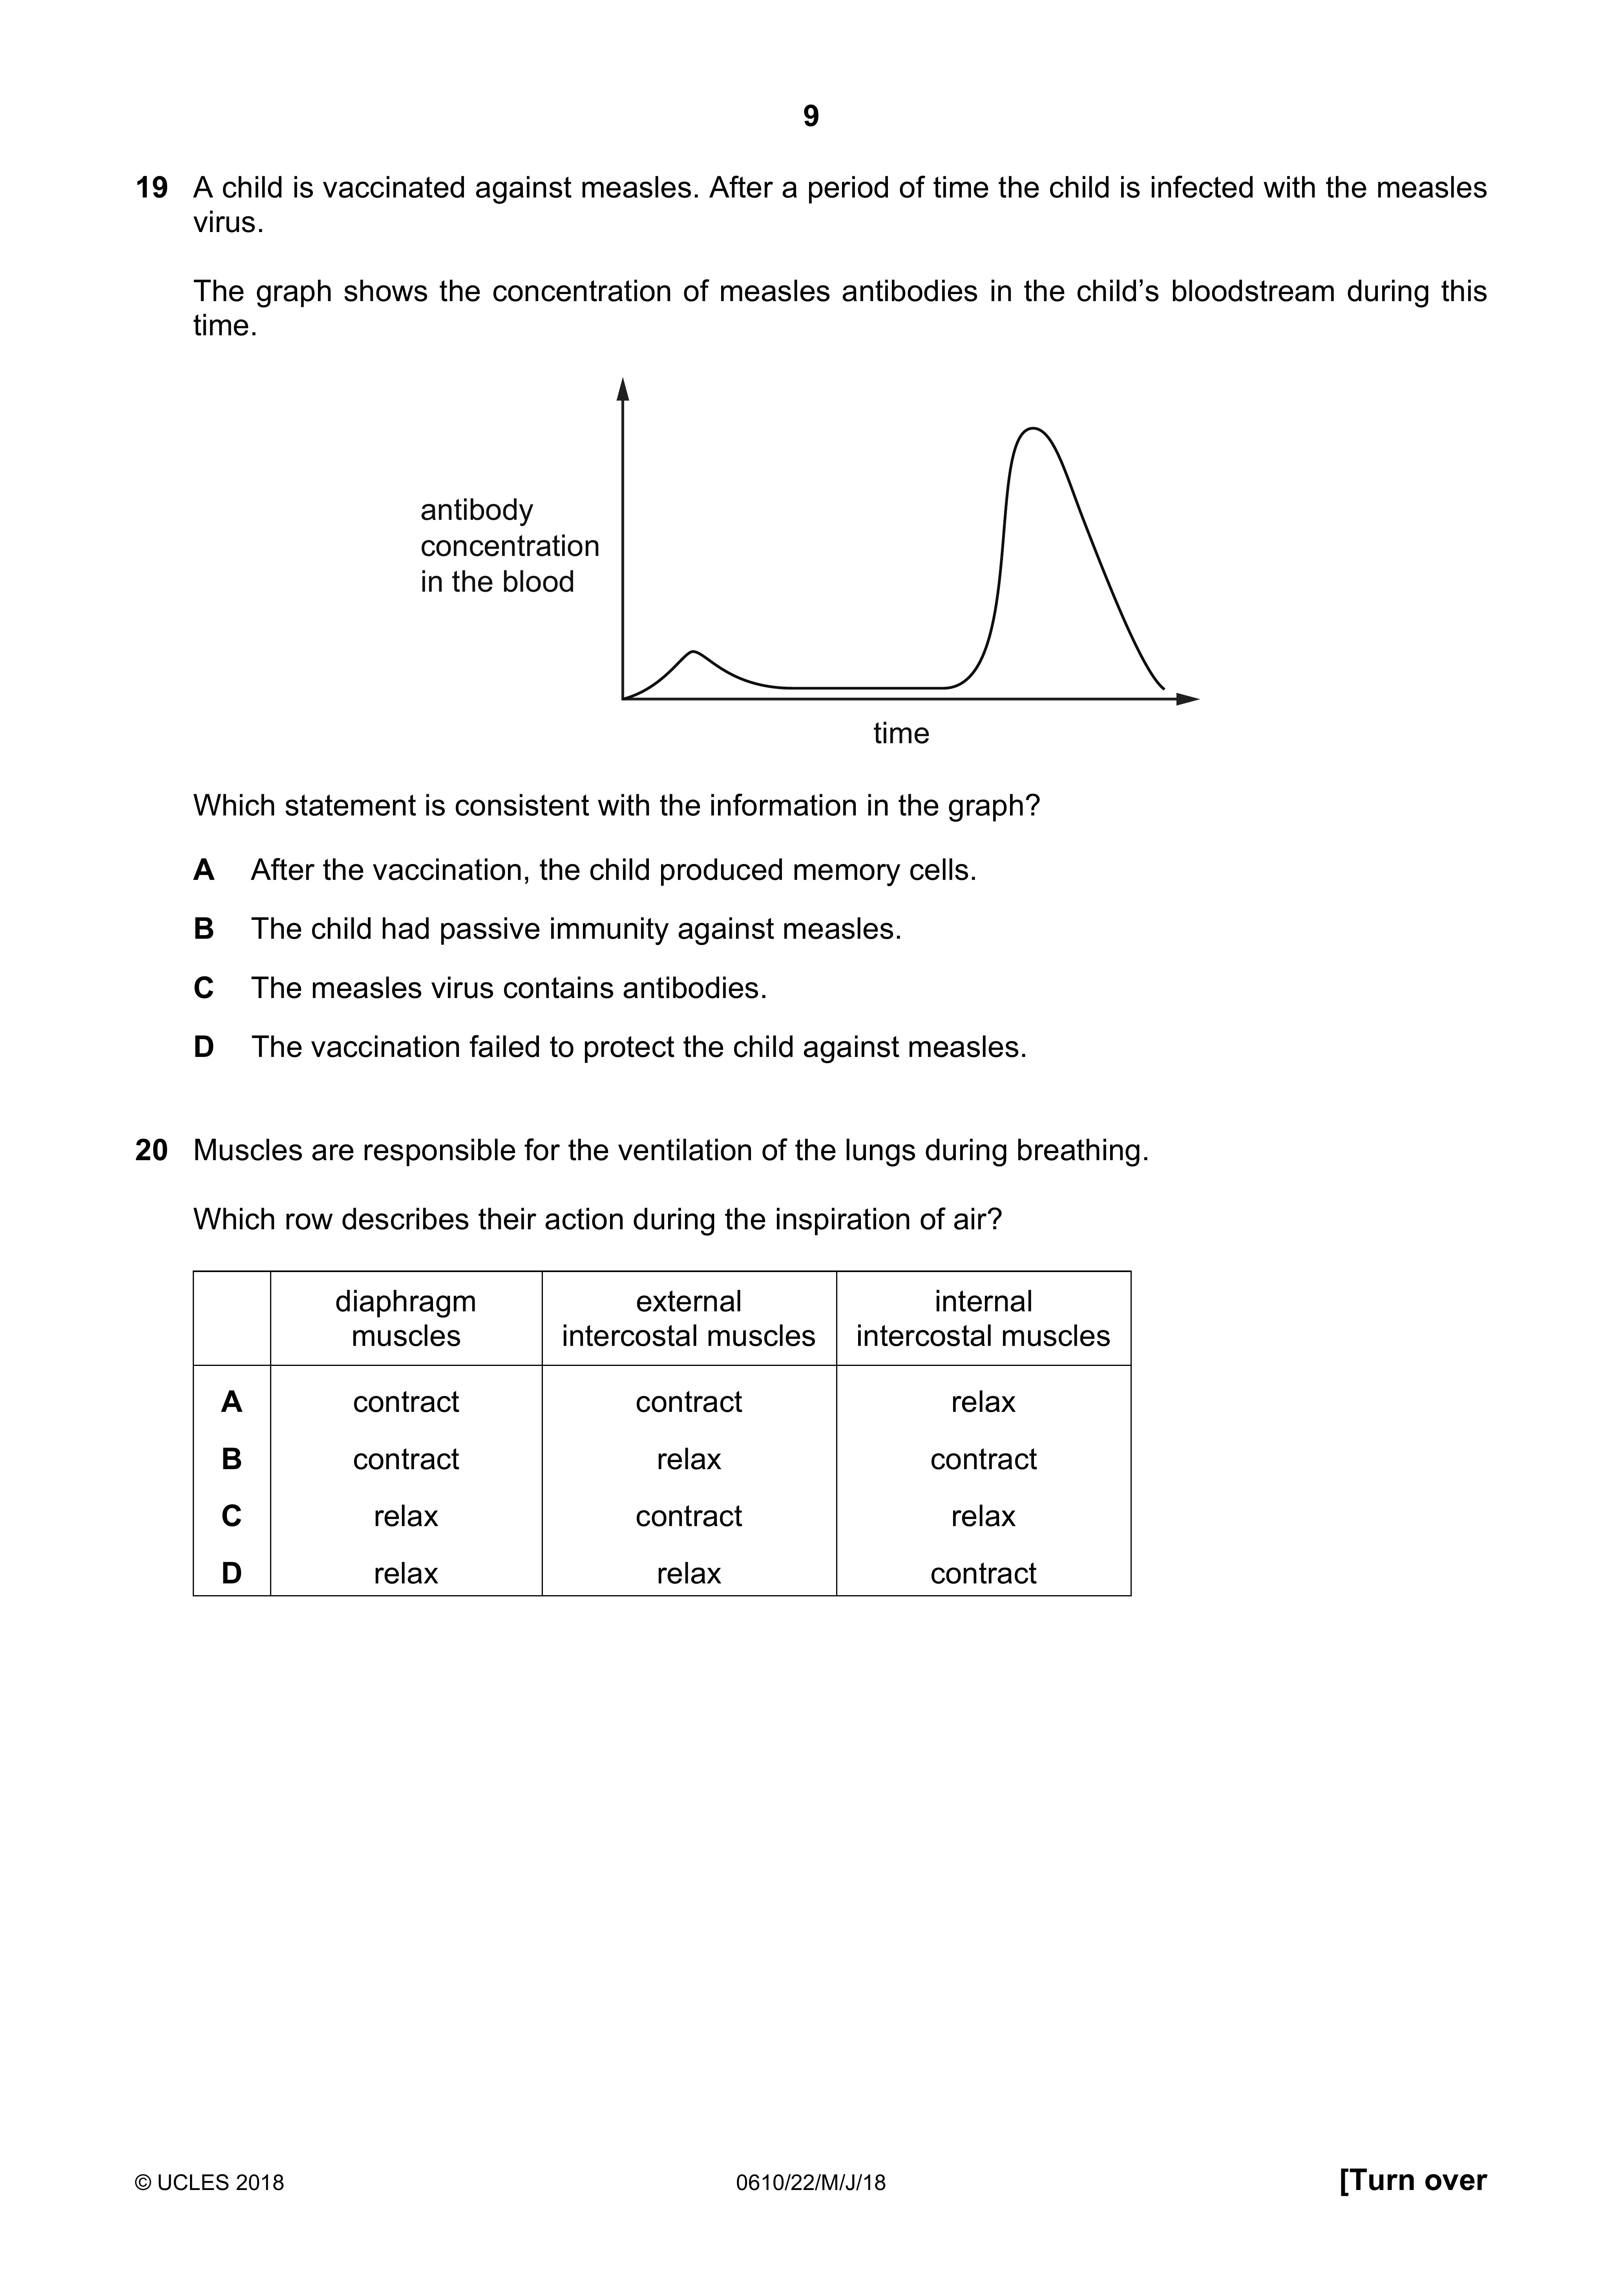 9
19 A child is vaccinated against measles. After a period of time the child is infected with the measles
virus.
The graph shows the concentration of measles antibodies in the child's bloodstream during this
time.
antibody
concentration
in the blood
time
Which statement is consistent with the information in the graph?
A After the vaccination, the child produced memory cells.
B The child had passive immunity against measles.
C The measles virus contains antibodies.
D The vaccination failed to protect the child against measles.
20 Muscles are responsible for the ventilation of the lungs during breathing.
Which row describes their action during the inspiration of air?
diaphragm external internal
muscles intercostal muscles intercostal muscles
A contract contract relax
B contract relax contract
C relax contract relax
D relax relax contract
© UCLES 2018 0610/22/M/J/18 [Turn over